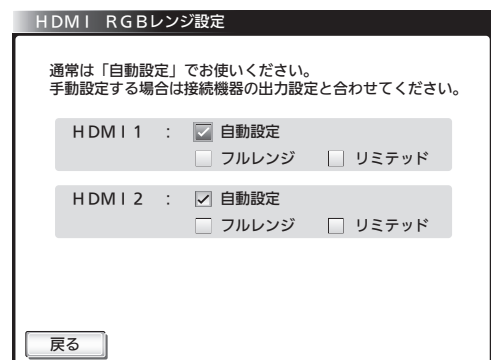 HDMI RGBレンジ設定
通常は「自動設定」でお使いください。
手動設定する場合は接続機器の出力設定と合わせてください。
HDMI1 : 自動設定
フルレンジ リミテッド
HDMI2 : 自動設定
フルレンジ リミテッド
戻る